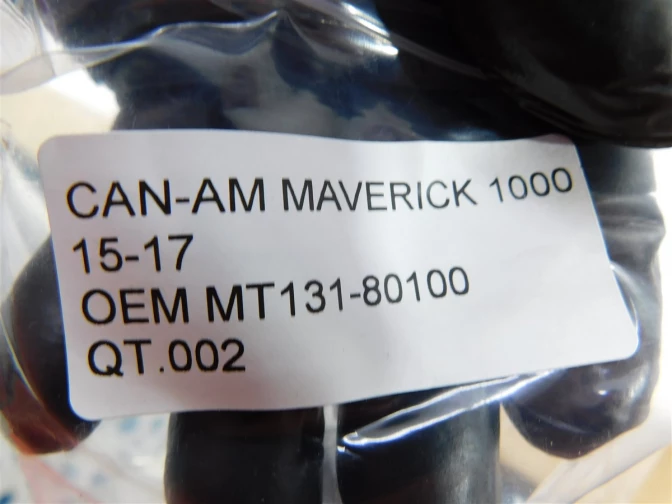 CAN-AM MAVERICK 1000
15-17
OEM MT131-80100
QT.002